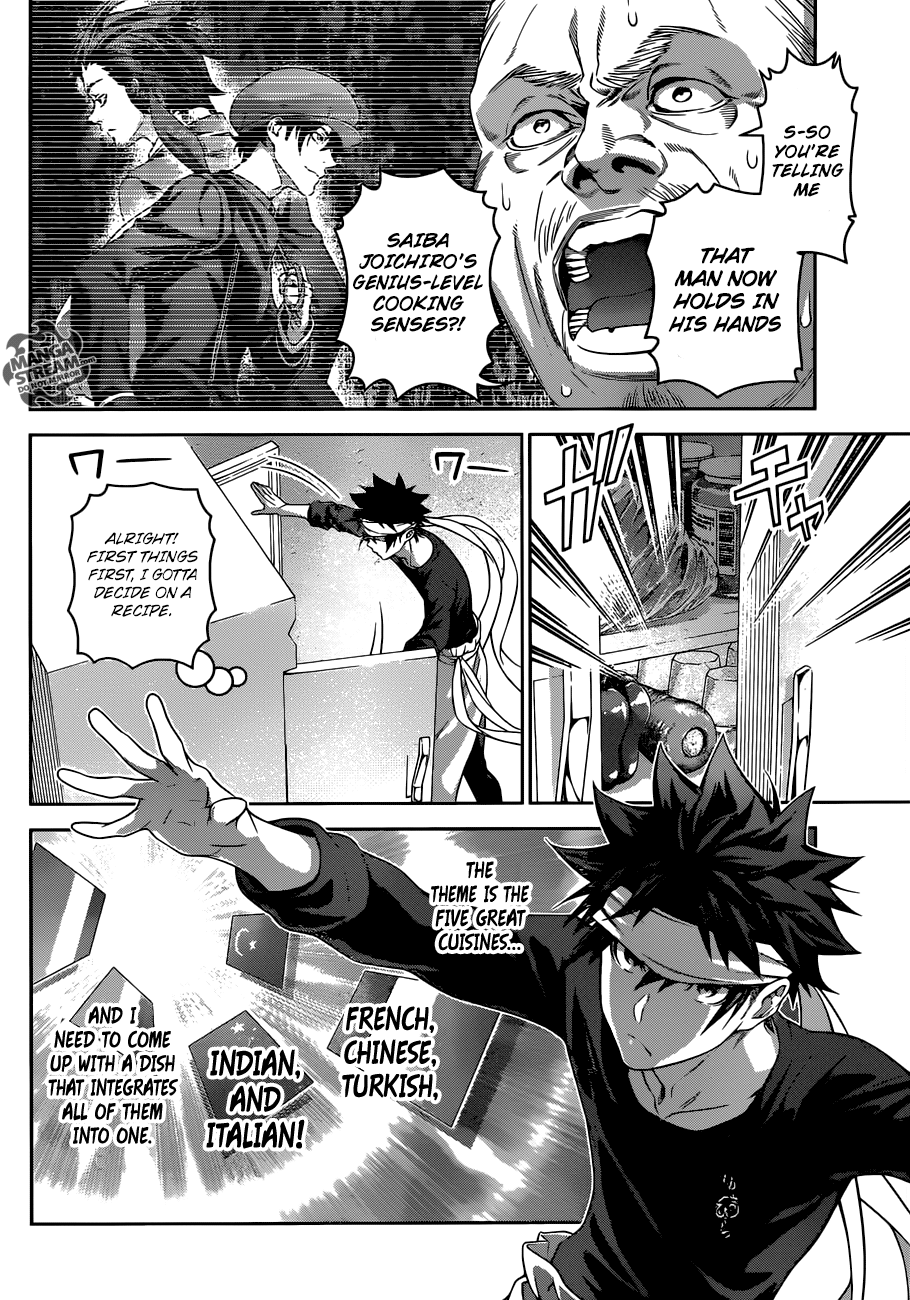 S-SO
YOU'RE
TELLING
ME
THAT
MAN NOW
HOLDS IN
HIS HANDS
SAIBA
JOICHIRO'S
GENIUS-LEVEL
COOKING
SENSES?!
MANGA
STREAM
ガガ
キャ
ワー
ワー
ALRIGHT!
FIRST THINGS
FIRST, I GOTTA
DECIDE ON A
RECIPE.
THE
THEME IS THE
FIVE GREAT
CUISINES...
FRENCH,
CHINESE,
TURKISH,
INDIAN,
AND
ITALIAN!
AND I
NEED TO COME
UP WITH A DISH
THAT INTEGRATES
ALL OF THEM
INTO ONE.